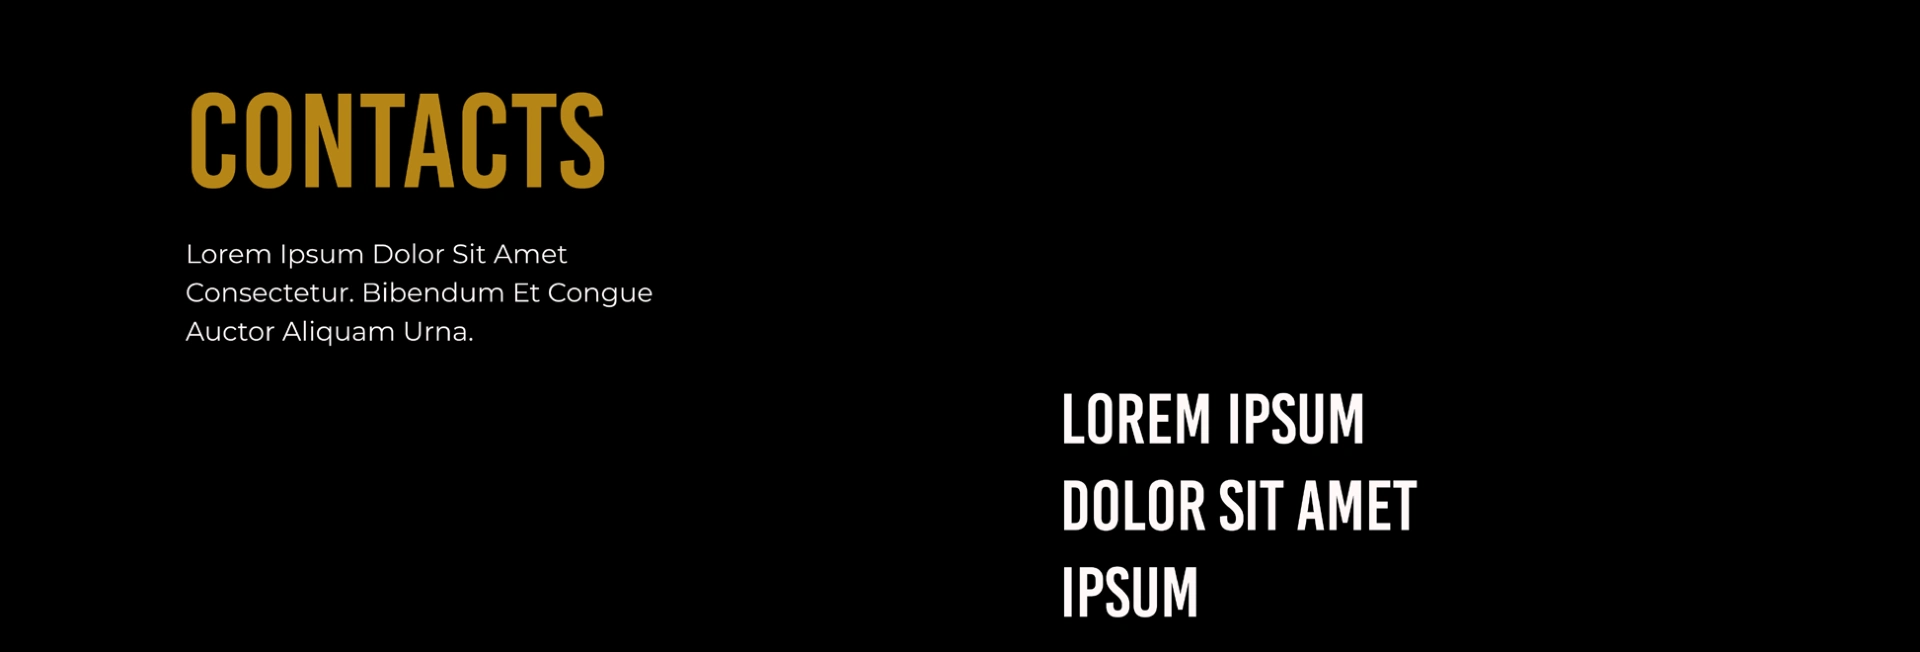 CONTACTS
Lorem Ipsum Dolor Sit Amet
Consectetur. Bibendum Et Congue
Auctor Aliquam Urna.
LOREM IPSUM
DOLOR SIT AMET
IPSUM